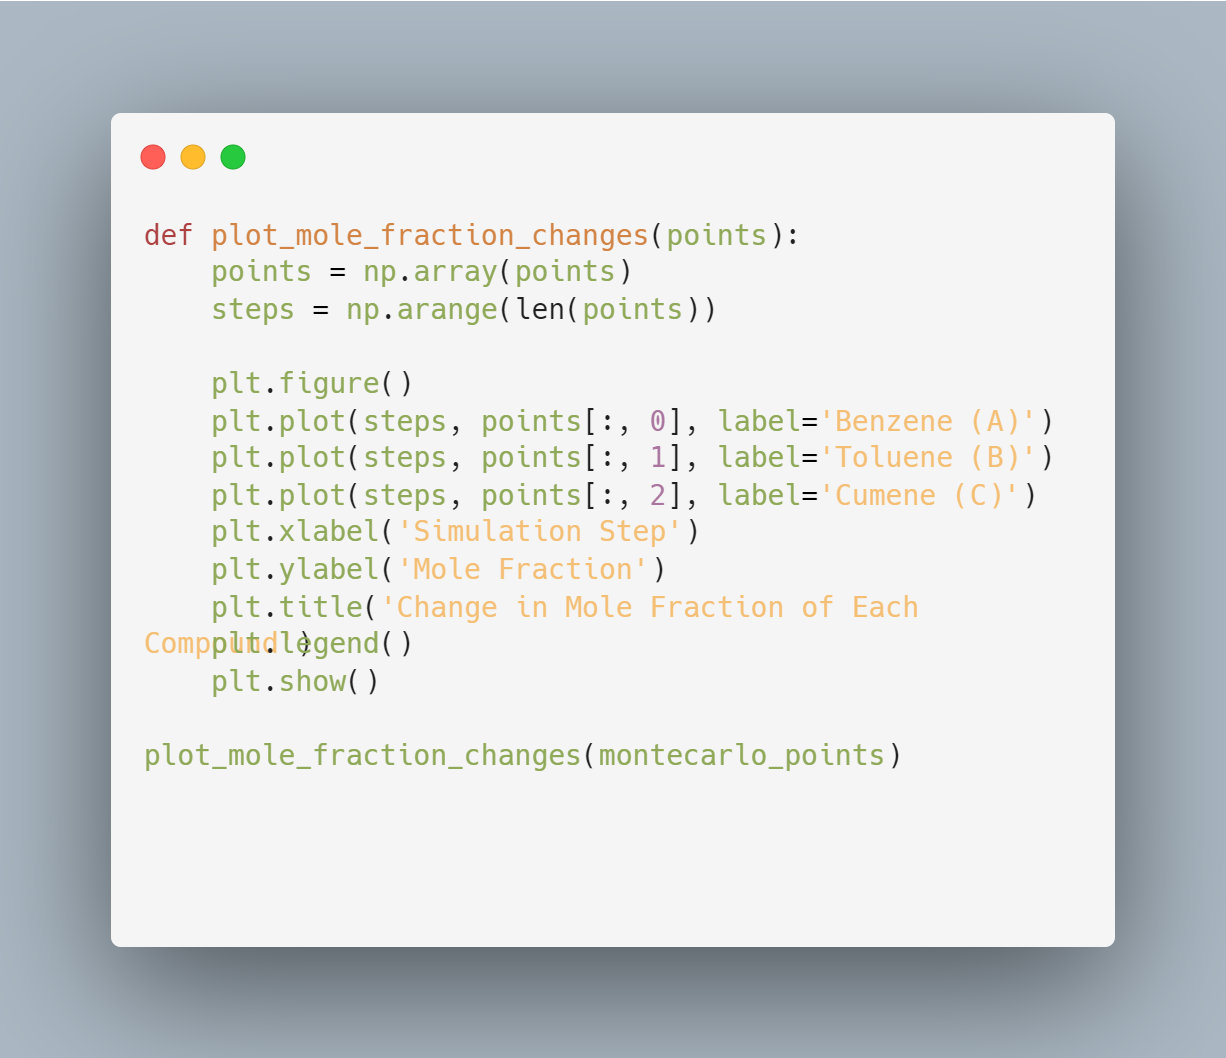 def plot_mole_fraction_changes(points):
    points = np.array(points)
    steps = np.arange(len(points))

    plt.figure()
    plt.plot(steps, points[:, 0], label='Benzene (A)')
    plt.plot(steps, points[:, 1], label='Toluene (B)')
    plt.plot(steps, points[:, 2], label='Cumene (C)')
    plt.xlabel('Simulation Step')
    plt.ylabel('Mole Fraction')
    plt.title('Change in Mole Fraction of Each
Compound')
    plt.legend()
    plt.show()

plot_mole_fraction_changes(montecarlo_points)